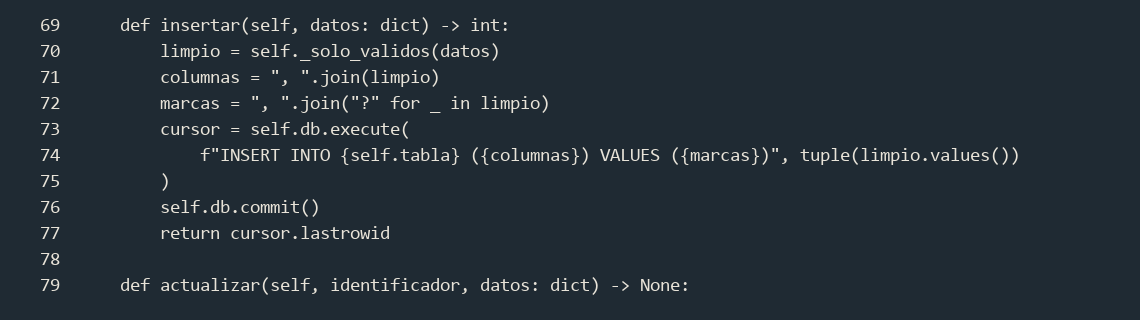 69      def insertar(self, datos: dict) -> int:
70          limpio = self._solo_validos(datos)
71          columnas = ", ".join(limpio)
72          marcas = ", ".join("?" for _ in limpio)
73          cursor = self.db.execute(
74              f"INSERT INTO {self.tabla} ({columnas}) VALUES ({marcas})", tuple(limpio.values())
75          )
76          self.db.commit()
77          return cursor.lastrowid
78
79      def actualizar(self, identificador, datos: dict) -> None: